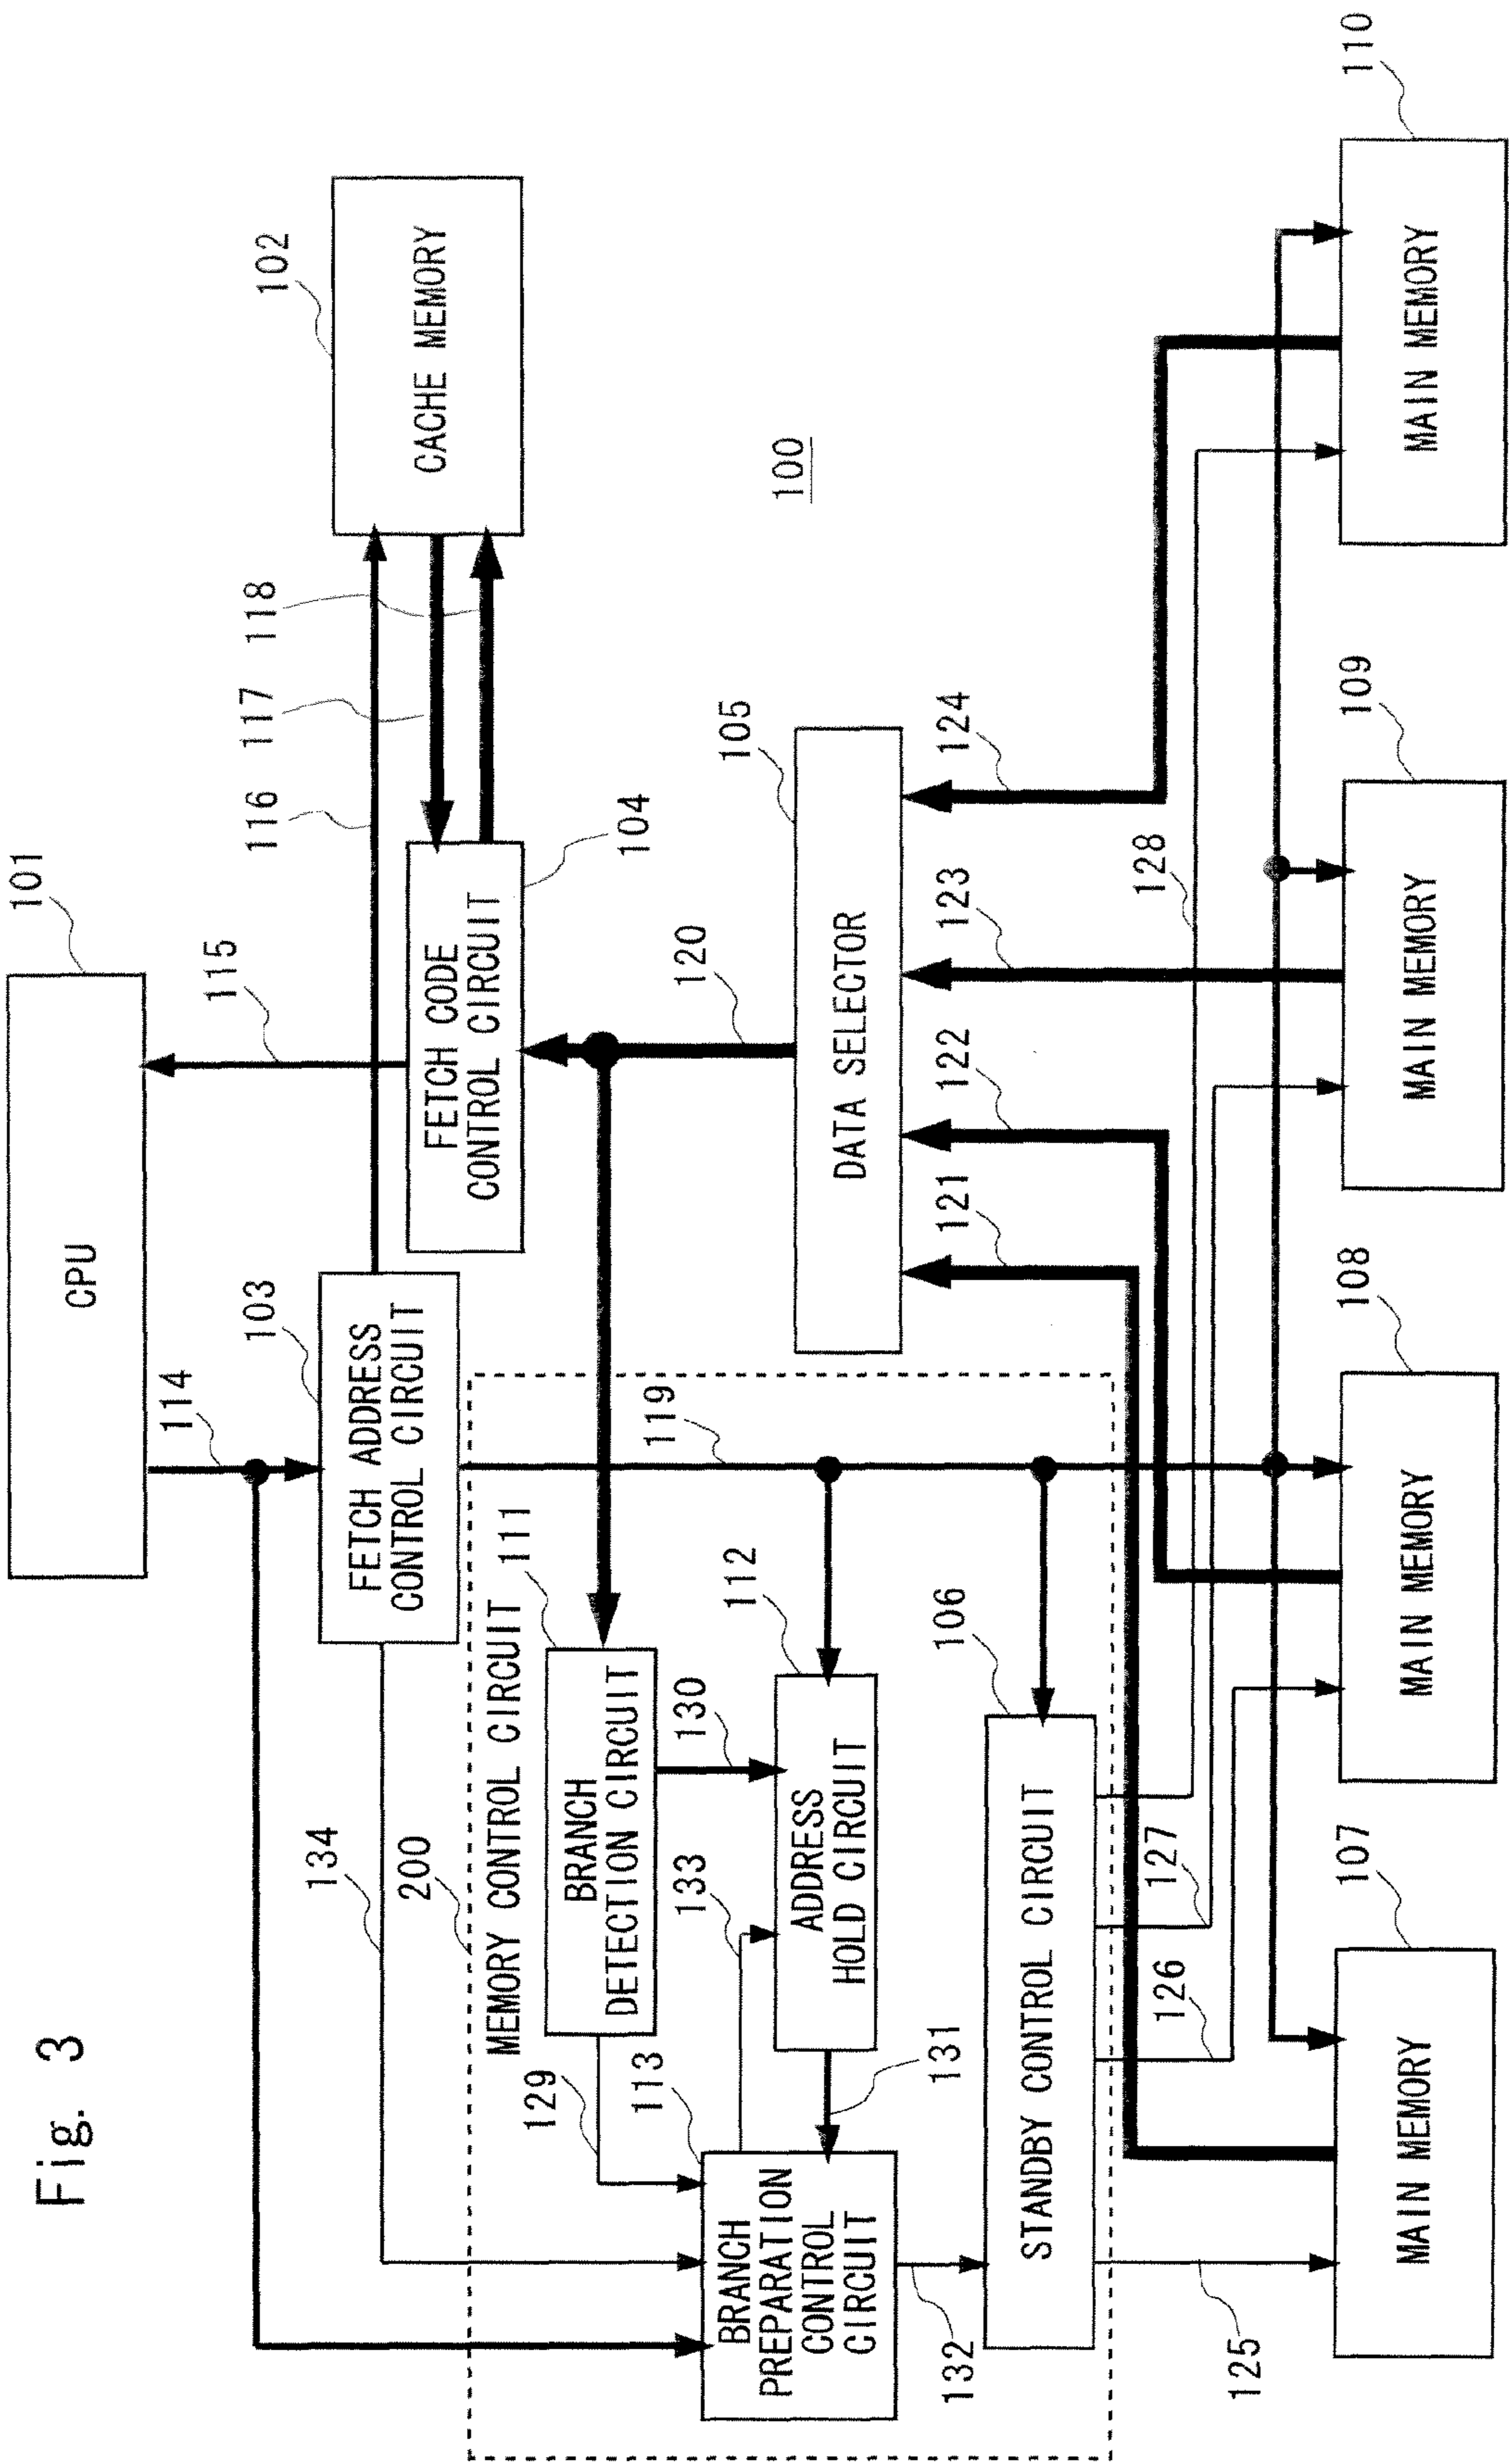 Fig. 3
101
CPU
114
115
116
117
118
102
CACHE MEMORY
103
FETCH ADDRESS
CONTROL CIRCUIT
104
FETCH CODE
CONTROL CIRCUIT
134
200
MEMORY CONTROL CIRCUIT
119
120
100
111
BRANCH
DETECTION CIRCUIT
129
130
133
113
BRANCH
PREPARATION
CONTROL
CIRCUIT
112
ADDRESS
HOLD CIRCUIT
131
132
105
DATA SELECTOR
106
STANDBY CONTROL CIRCUIT
121
122
123
124
125
126
127
128
107
MAIN MEMORY
108
MAIN MEMORY
109
MAIN MEMORY
110
MAIN MEMORY